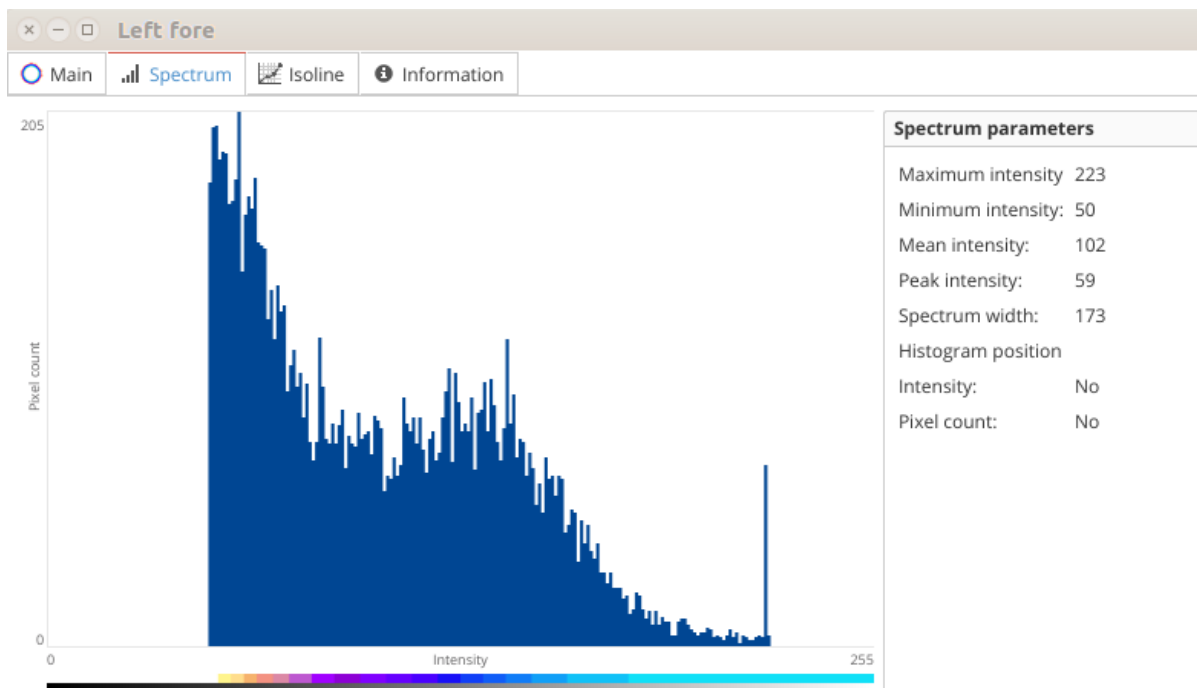 Left fore
Main
Spectrum
Isoline
Information
205
Pixel count
0
0
Intensity
255
Spectrum parameters
Maximum intensity 223
Minimum intensity: 50
Mean intensity: 102
Peak intensity: 59
Spectrum width: 173
Histogram position
Intensity: No
Pixel count: No